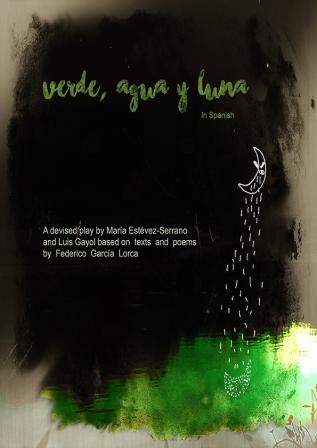 verde, agua y luna
In Spanish
A devised play by María Estévez-Serrano
and Luis Gayol based on texts and poems
by Federico García Lorca